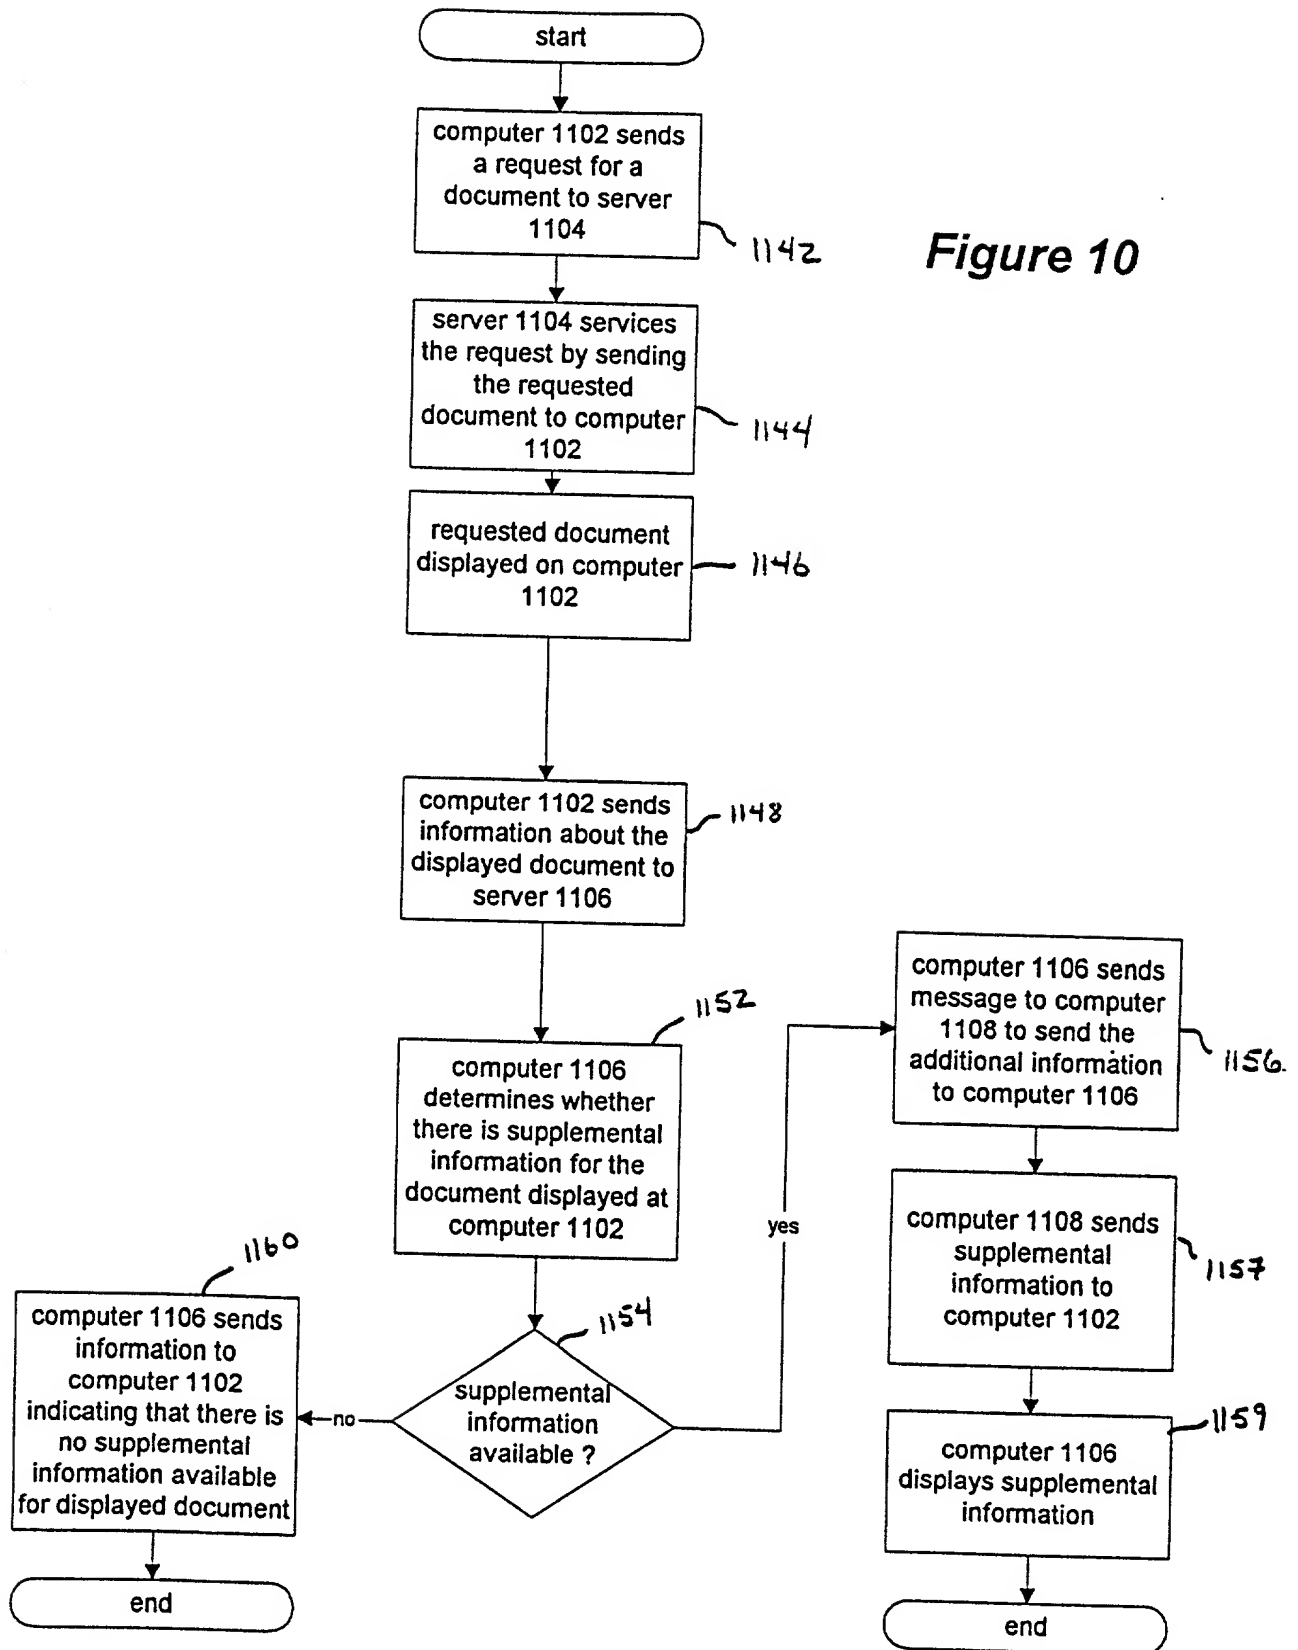 start
computer 1102 sends
a request for a
document to server
1104
1142
Figure 10
server 1104 services
the request by sending
the requested
document to computer
1102
1144
requested document
displayed on computer
1102
1146
computer 1102 sends
information about the
displayed document to
server 1106
1148
computer 1106
determines whether
there is supplemental
information for the
document displayed at
computer 1102
1152
supplemental
information
available ?
1154
no
computer 1106 sends
information to
computer 1102
indicating that there is
no supplemental
information available
for displayed document
1160
end
yes
computer 1106 sends
message to computer
1108 to send the
additional information
to computer 1106
1156.
computer 1108 sends
supplemental
information to
computer 1102
1157
computer 1106
displays supplemental
information
1159
end